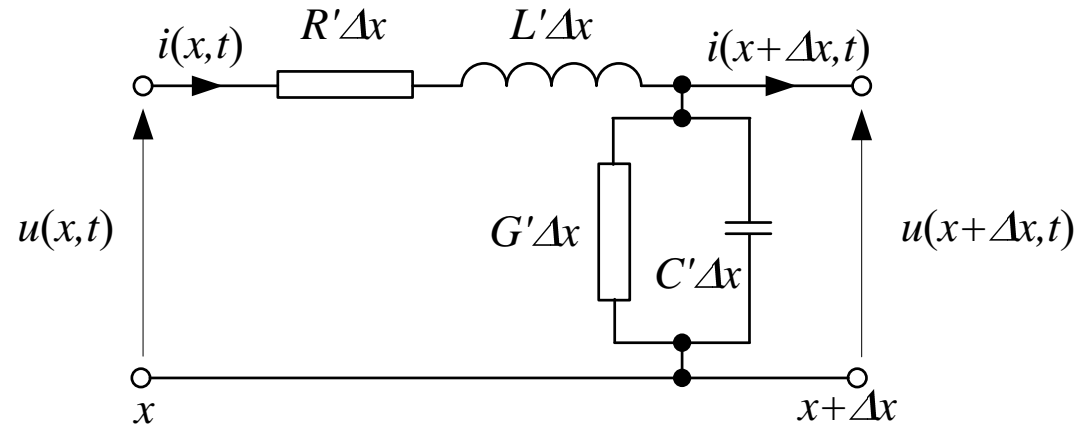 i(x,t)
R'Δx
L'Δx
i(x+Δx,t)
u(x,t)
G'Δx
C'Δx
u(x+Δx,t)
x
x+Δx